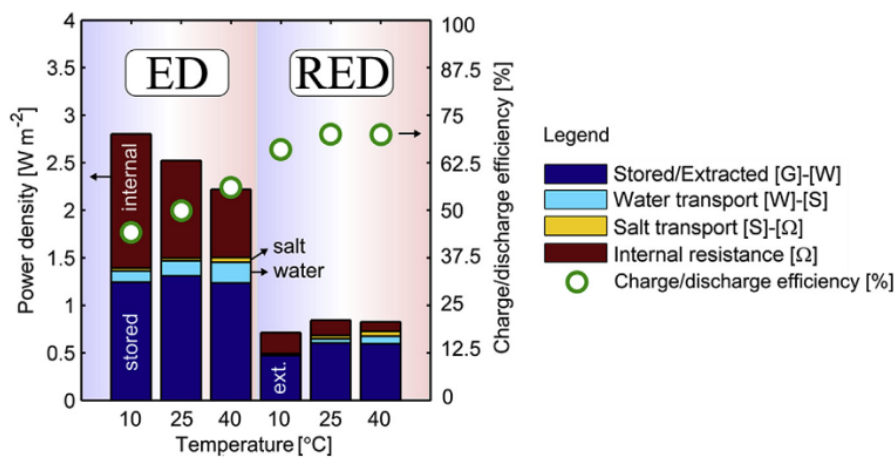 4
3.5
3
2.5
2
1.5
1
0.5
0
Power density [W m⁻²]
ED
RED
internal
stored
ext.
salt
water
100
87.5
75
62.5
50
37.5
25
12.5
0
Charge/discharge efficiency [%]
10 25 40 10 25 40
Temperature [°C]
Legend
Stored/Extracted [G]-[W]
Water transport [W]-[S]
Salt transport [S]-[Ω]
Internal resistance [Ω]
Charge/discharge efficiency [%]